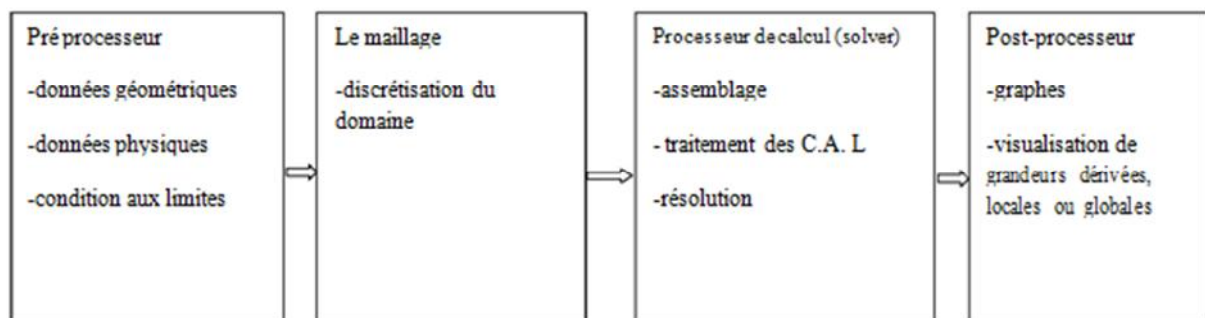 Pré processeur
-données géométriques
-données physiques
-condition aux limites
Le maillage
-discrétisation du
domaine
Processeur de calcul (solver)
-assemblage
- traitement des C.A. L
-résolution
Post-processeur
-graphes
-visualisation de
grandeurs dérivées,
locales ou globales